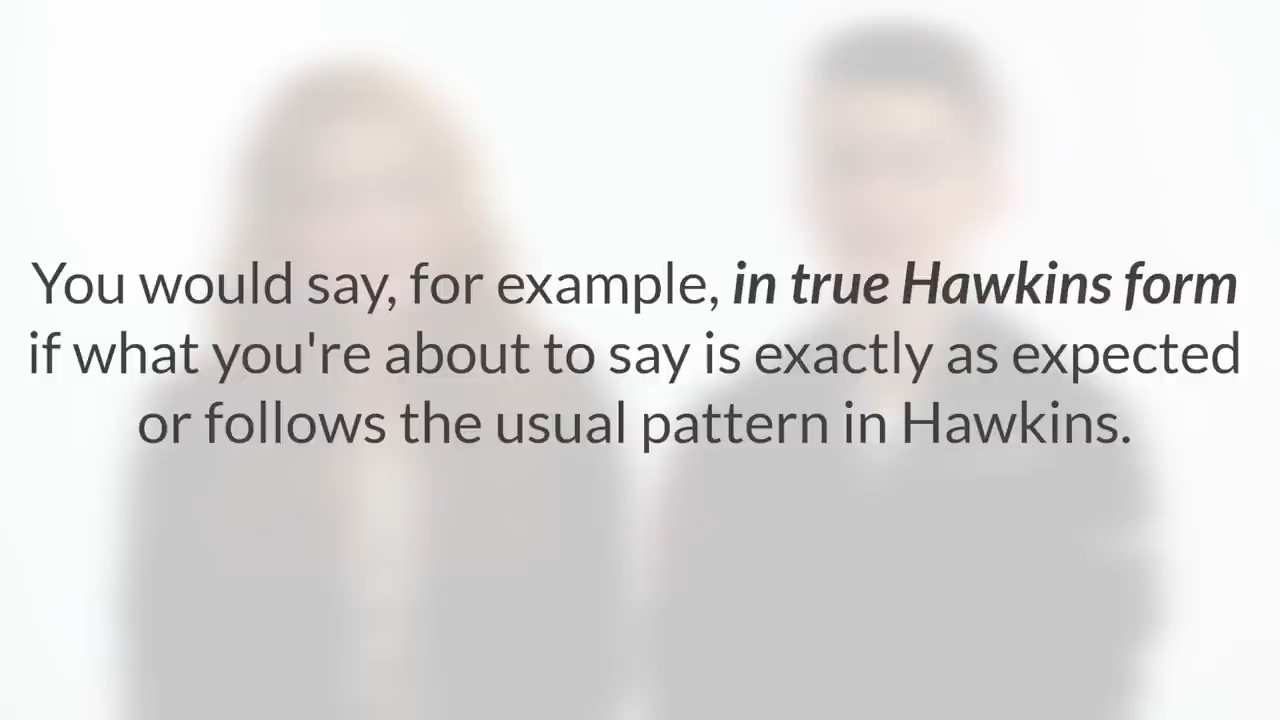 You would say, for example, in true Hawkins form
if what you're about to say is exactly as expected
or follows the usual pattern in Hawkins.